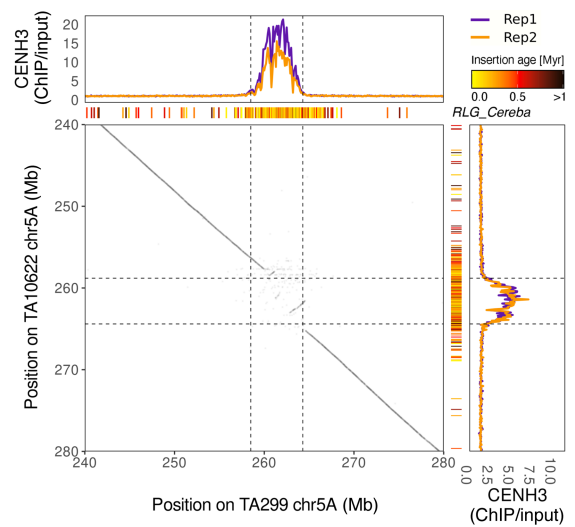 CENH3
(ChIP/input)
20
15
10
5
0
Rep1
Rep2
Insertion age [Myr]
0.0 0.5 >1
RLG_Cereba
Position on TA10622 chr5A (Mb)
240
250
260
270
280
240 250 260 270 280
Position on TA299 chr5A (Mb)
0.0 2.5 5.0 7.5 10.0
CENH3
(ChIP/input)